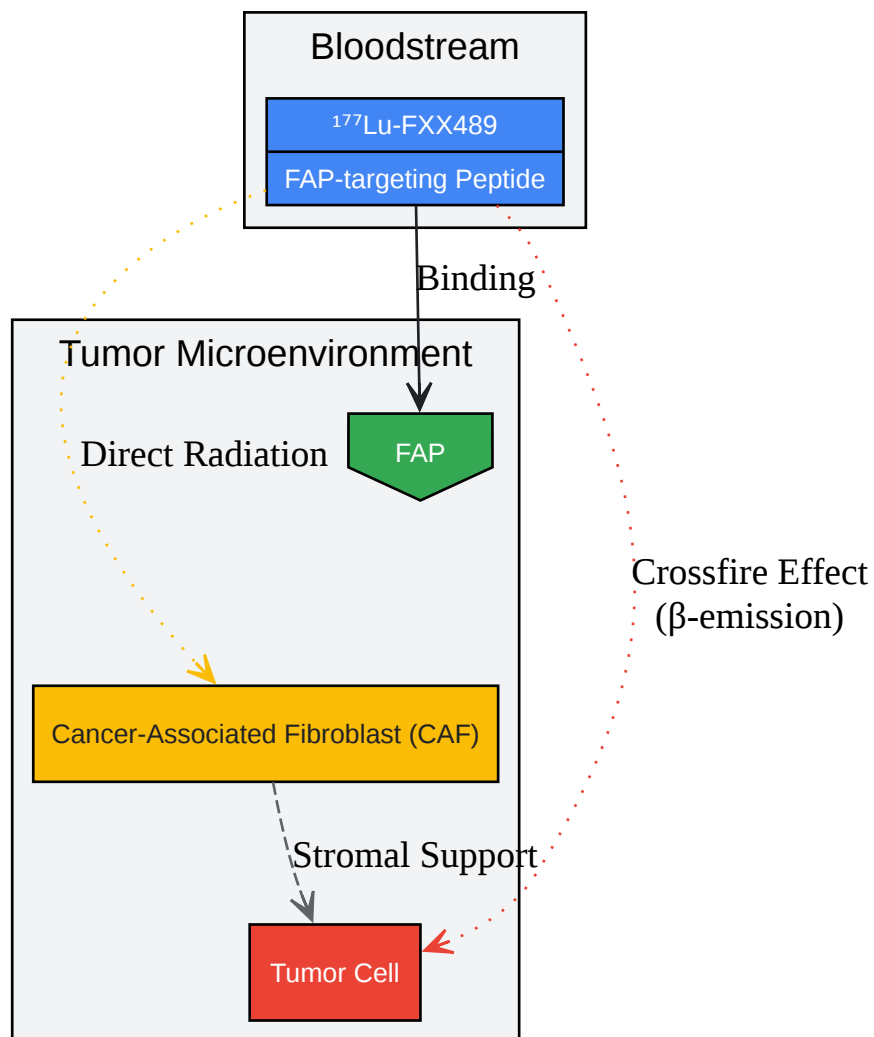 Bloodstream
¹⁷⁷Lu-FXX489
FAP-targeting Peptide
Binding
Tumor Microenvironment
FAP
Direct Radiation
Crossfire Effect
(β-emission)
Cancer-Associated Fibroblast (CAF)
Stromal Support
Tumor Cell